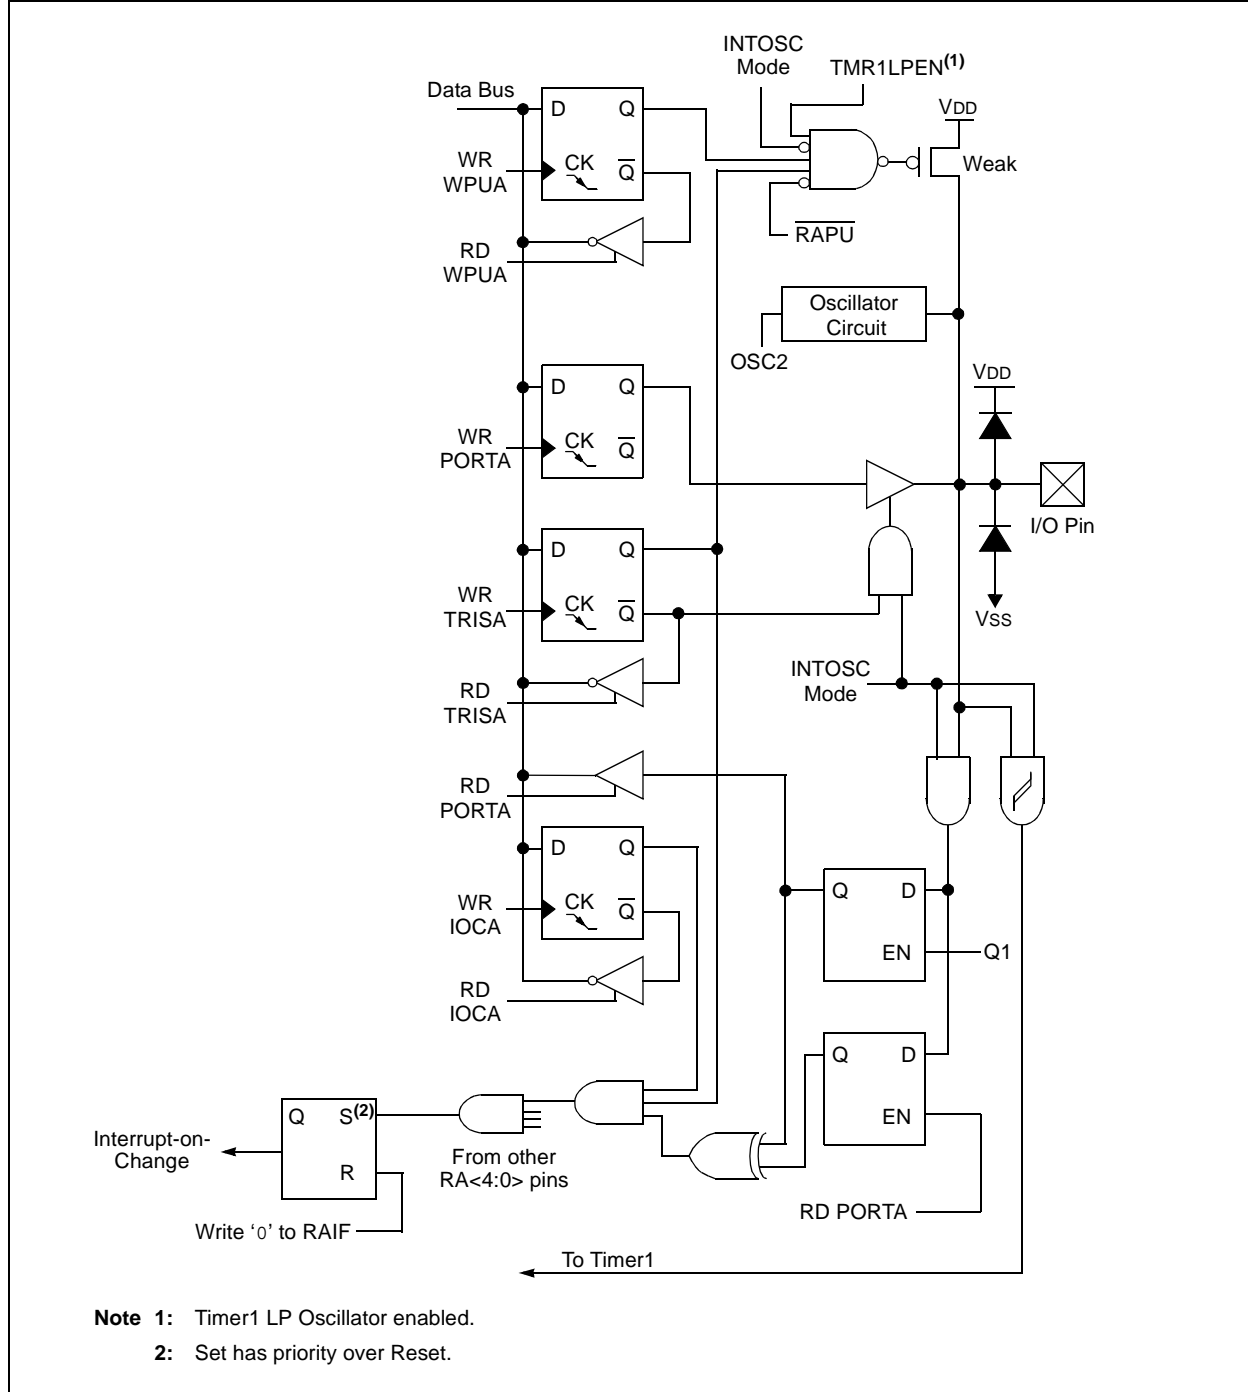 INTOSC
Mode
TMR1LPEN(1)
Data Bus
D
Q
VDD
WR
WPUA
CK
Q
Weak
RAPU
RD
WPUA
Oscillator
Circuit
OSC2
VDD
D
Q
WR
PORTA
CK
Q
I/O Pin
D
Q
WR
TRISA
CK
Q
VSS
INTOSC
Mode
RD
TRISA
RD
PORTA
D
Q
WR
IOCA
CK
Q
Q
D
EN
Q1
RD
IOCA
Q
D
EN
Q
S(2)
R
Interrupt-on-
Change
From other
RA<4:0> pins
RD PORTA
Write ‘0’ to RAIF
To Timer1
Note 1: Timer1 LP Oscillator enabled.
2: Set has priority over Reset.